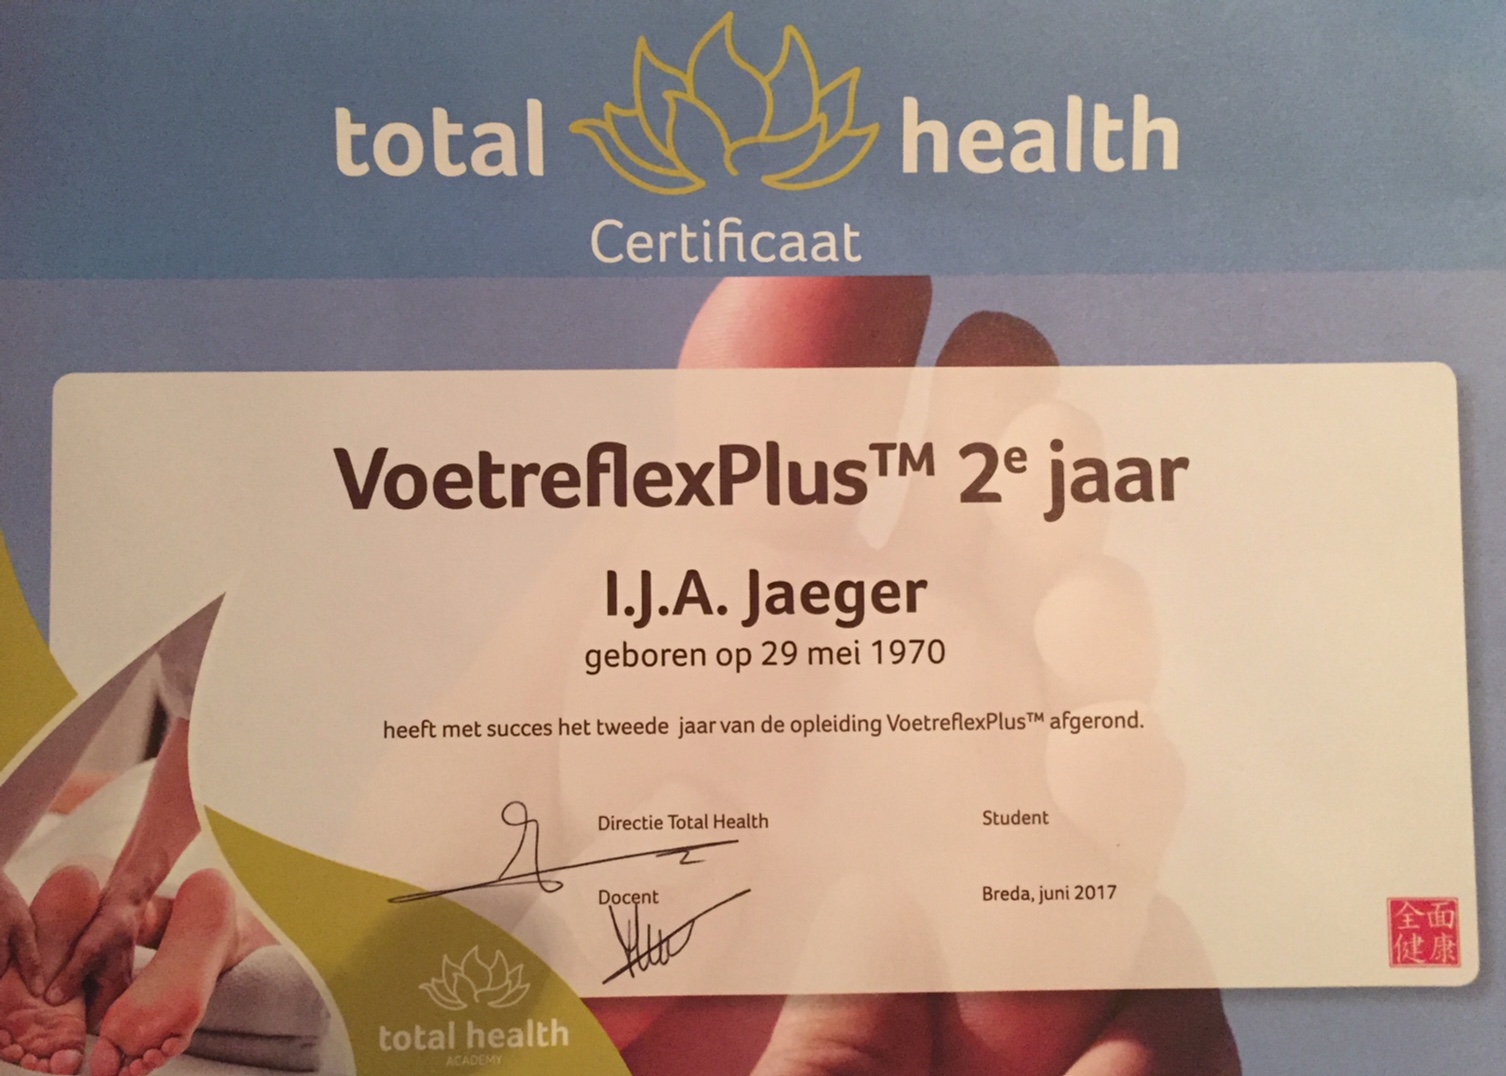 total health
Certificaat
VoetreflexPlus™ 2e jaar
I.J.A. Jaeger
geboren op 29 mei 1970
heeft met succes het tweede jaar van de opleiding VoetreflexPlus™ afgerond.
Directie Total Health
Student
Docent
Breda, juni 2017
全面
健康
total health
ACADEMY